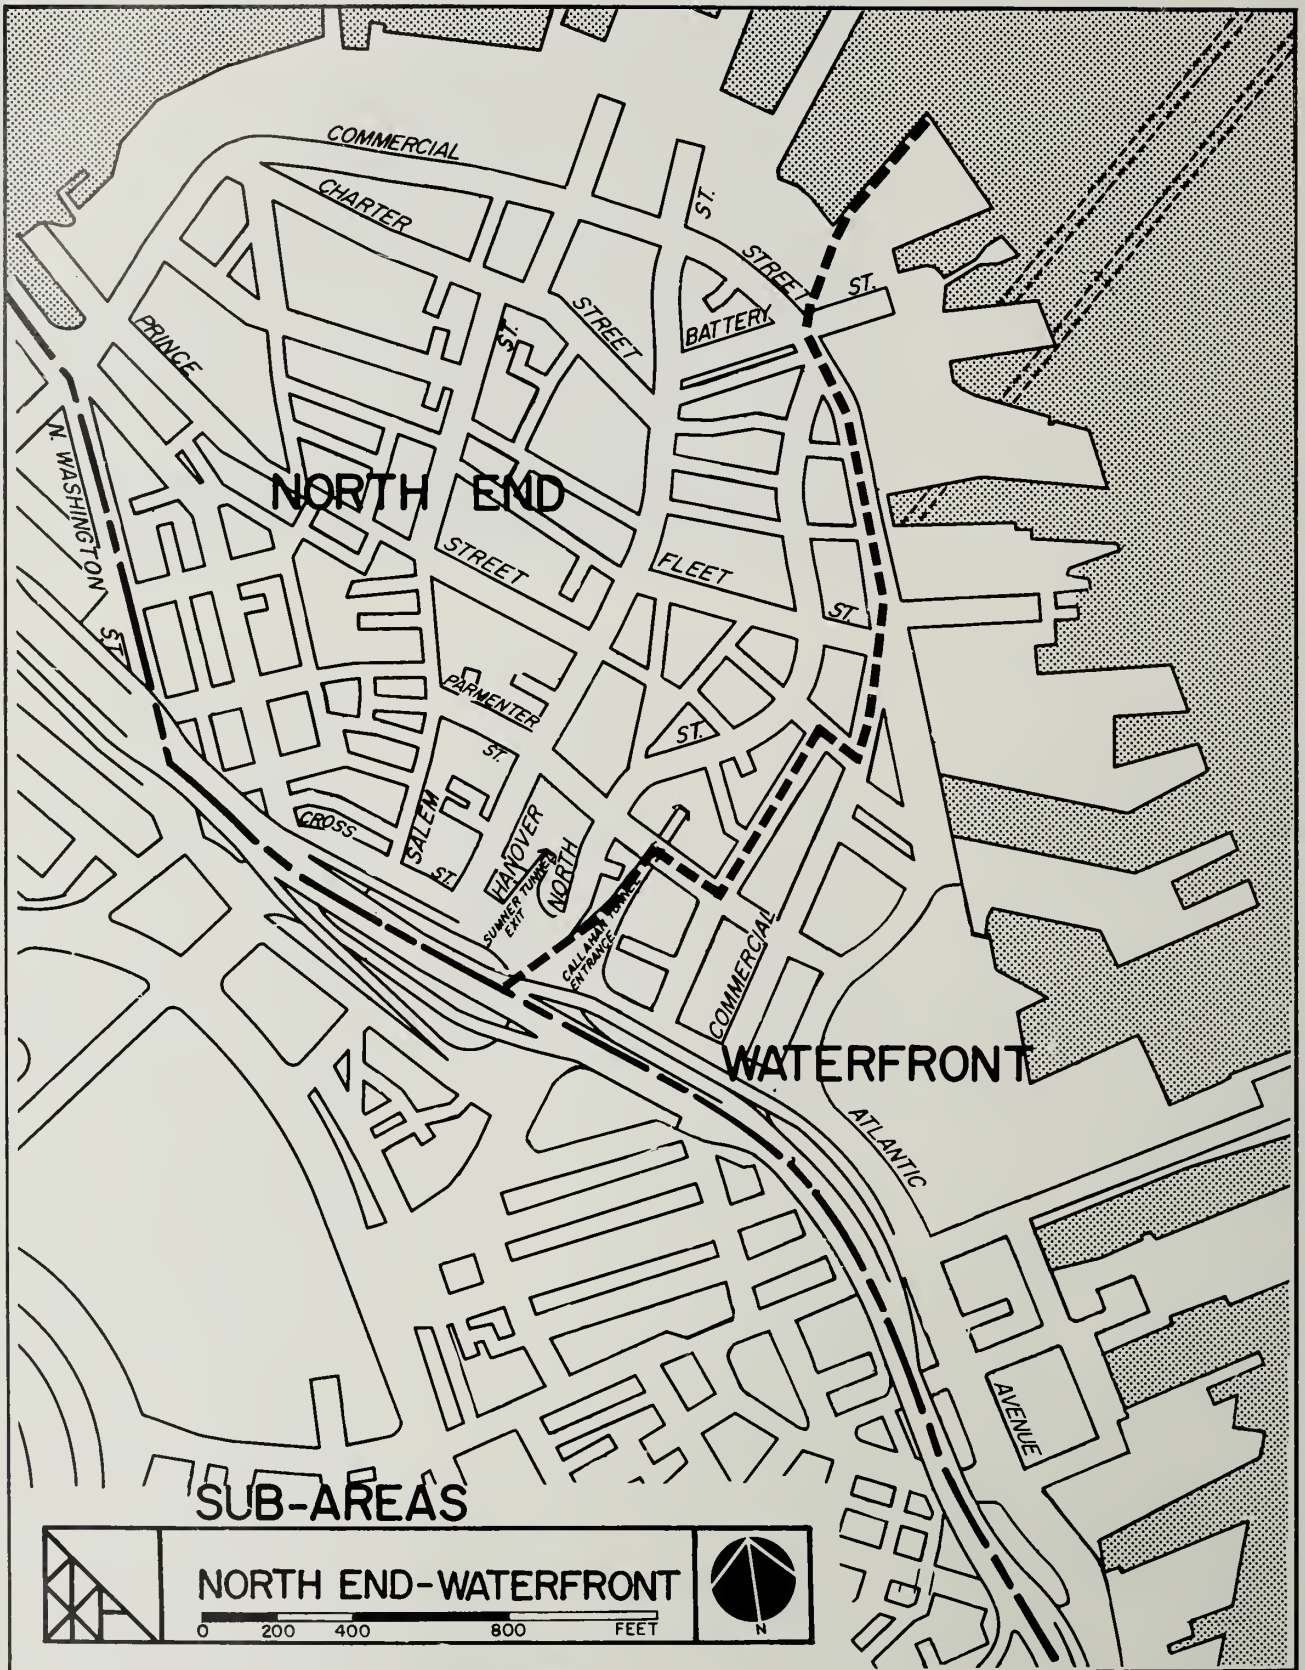 COMMERCIAL
CHARTER
ST.
STREET
ST.
STREET
BATTERY
ST.
PRINCE
N. WASHINGTON
ST.
NORTH END
STREET
FLEET
ST.
PARMENTER
ST.
ST.
CROSS
SALEM
ST.
HANOVER
NORTH
SUMNER TUNNEL
EXIT
CALLAHAN TUNNEL
ENTRANCE
COMMERCIAL
WATERFRONT
ATLANTIC
AVENUE
SUB-AREAS
NORTH END-WATERFRONT
0 200 400 800 FEET
N